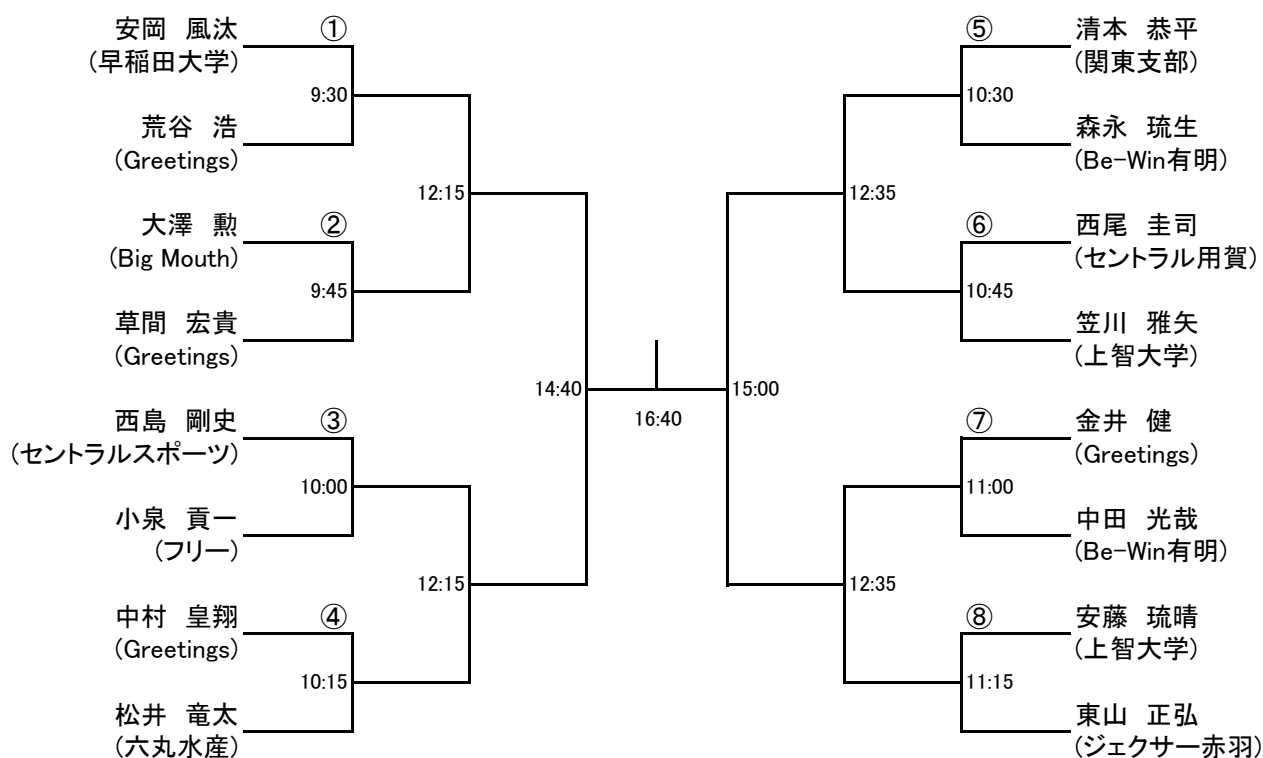 安岡　風汰
①
(早稲田大学)
9:30
荒谷　浩
(Greetings)
12:15
大澤　勲
②
(Big Mouth)
9:45
草間　宏貴
(Greetings)
14:40
西島　剛史
③
(セントラルスポーツ)
10:00
小泉　貢一
(フリー)
12:15
中村　皇翔
④
(Greetings)
10:15
松井　竜太
(六丸水産)
16:40
⑤
清本　恭平
(関東支部)
10:30
森永　琉生
(Be-Win有明)
12:35
⑥
西尾　圭司
(セントラル用賀)
10:45
笠川　雅矢
(上智大学)
15:00
⑦
金井　健
(Greetings)
11:00
中田　光哉
(Be-Win有明)
12:35
⑧
安藤　琉晴
(上智大学)
11:15
東山　正弘
(ジェクサー赤羽)